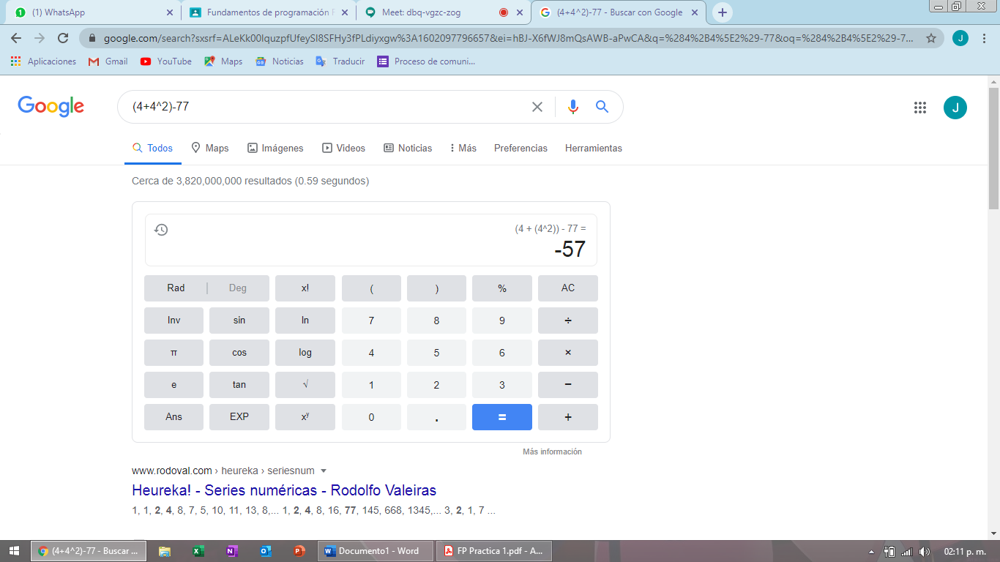 (1) WhatsApp
Fundamentos de programación F
Meet: dbq-vgzc-zog
(4+4^2)-77 - Buscar con Google
google.com/search?sxsrf=ALeKk00IquzpfUfeySI8SFHy3fPLdiyxgw%3A1602097796657&ei=hBJ-X6fWJ8mQsAWB-aPwCA&q=%284%2B4%5E2%29-77&oq=%284%2B4%5E2%29-7...
J
Aplicaciones
Gmail
YouTube
Maps
Noticias
Traducir
Proceso de comuni...
Google
(4+4^2)-77
J
Todos
Maps
Imágenes
Videos
Noticias
Más
Preferencias
Herramientas
Cerca de 3,820,000,000 resultados (0.59 segundos)
(4 + (4^2)) - 77 =
-57
Rad | Deg x! ( ) % AC
Inv sin ln 7 8 9 ÷
π cos log 4 5 6 ×
e tan √ 1 2 3 −
Ans EXP xʸ 0 . = +
Más información
www.rodoval.com › heureka › seriesnum
Heureka! - Series numéricas - Rodolfo Valeiras
1, 1, 2, 4, 8, 7, 5, 10, 11, 13, 8,... 1, 2, 4, 8, 16, 77, 145, 668, 1345,... 3, 2, 1, 7 ...
(4+4^2)-77 - Buscar ...
Documento1 - Word
FP Practica 1.pdf - A...
02:11 p. m.